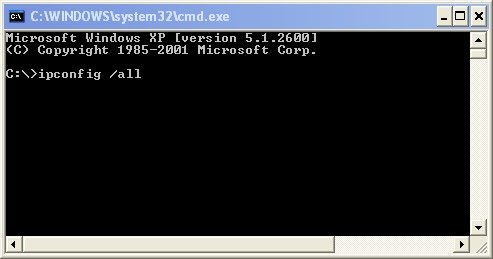 C:\WINDOWS\system32\cmd.exe
Microsoft Windows XP [version 5.1.2600]
(C) Copyright 1985-2001 Microsoft Corp.
C:\>ipconfig /all